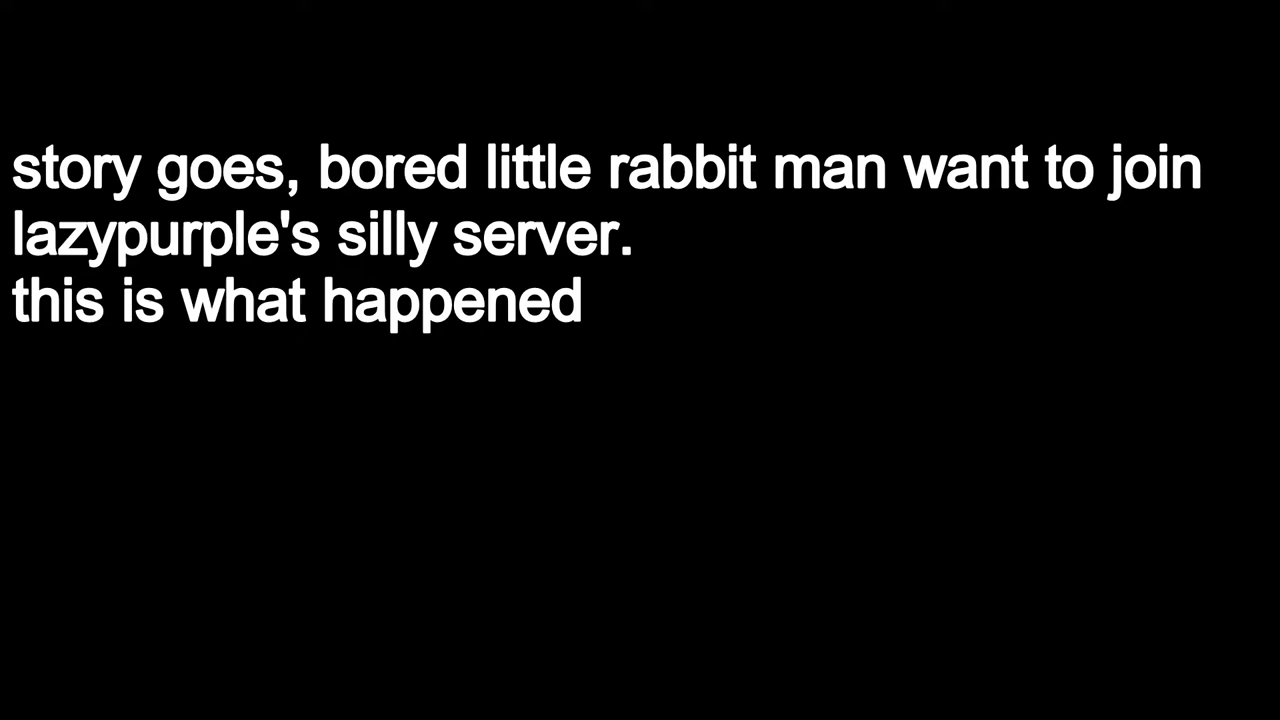 story goes, bored little rabbit man want to join
lazypurple's silly server.
this is what happened